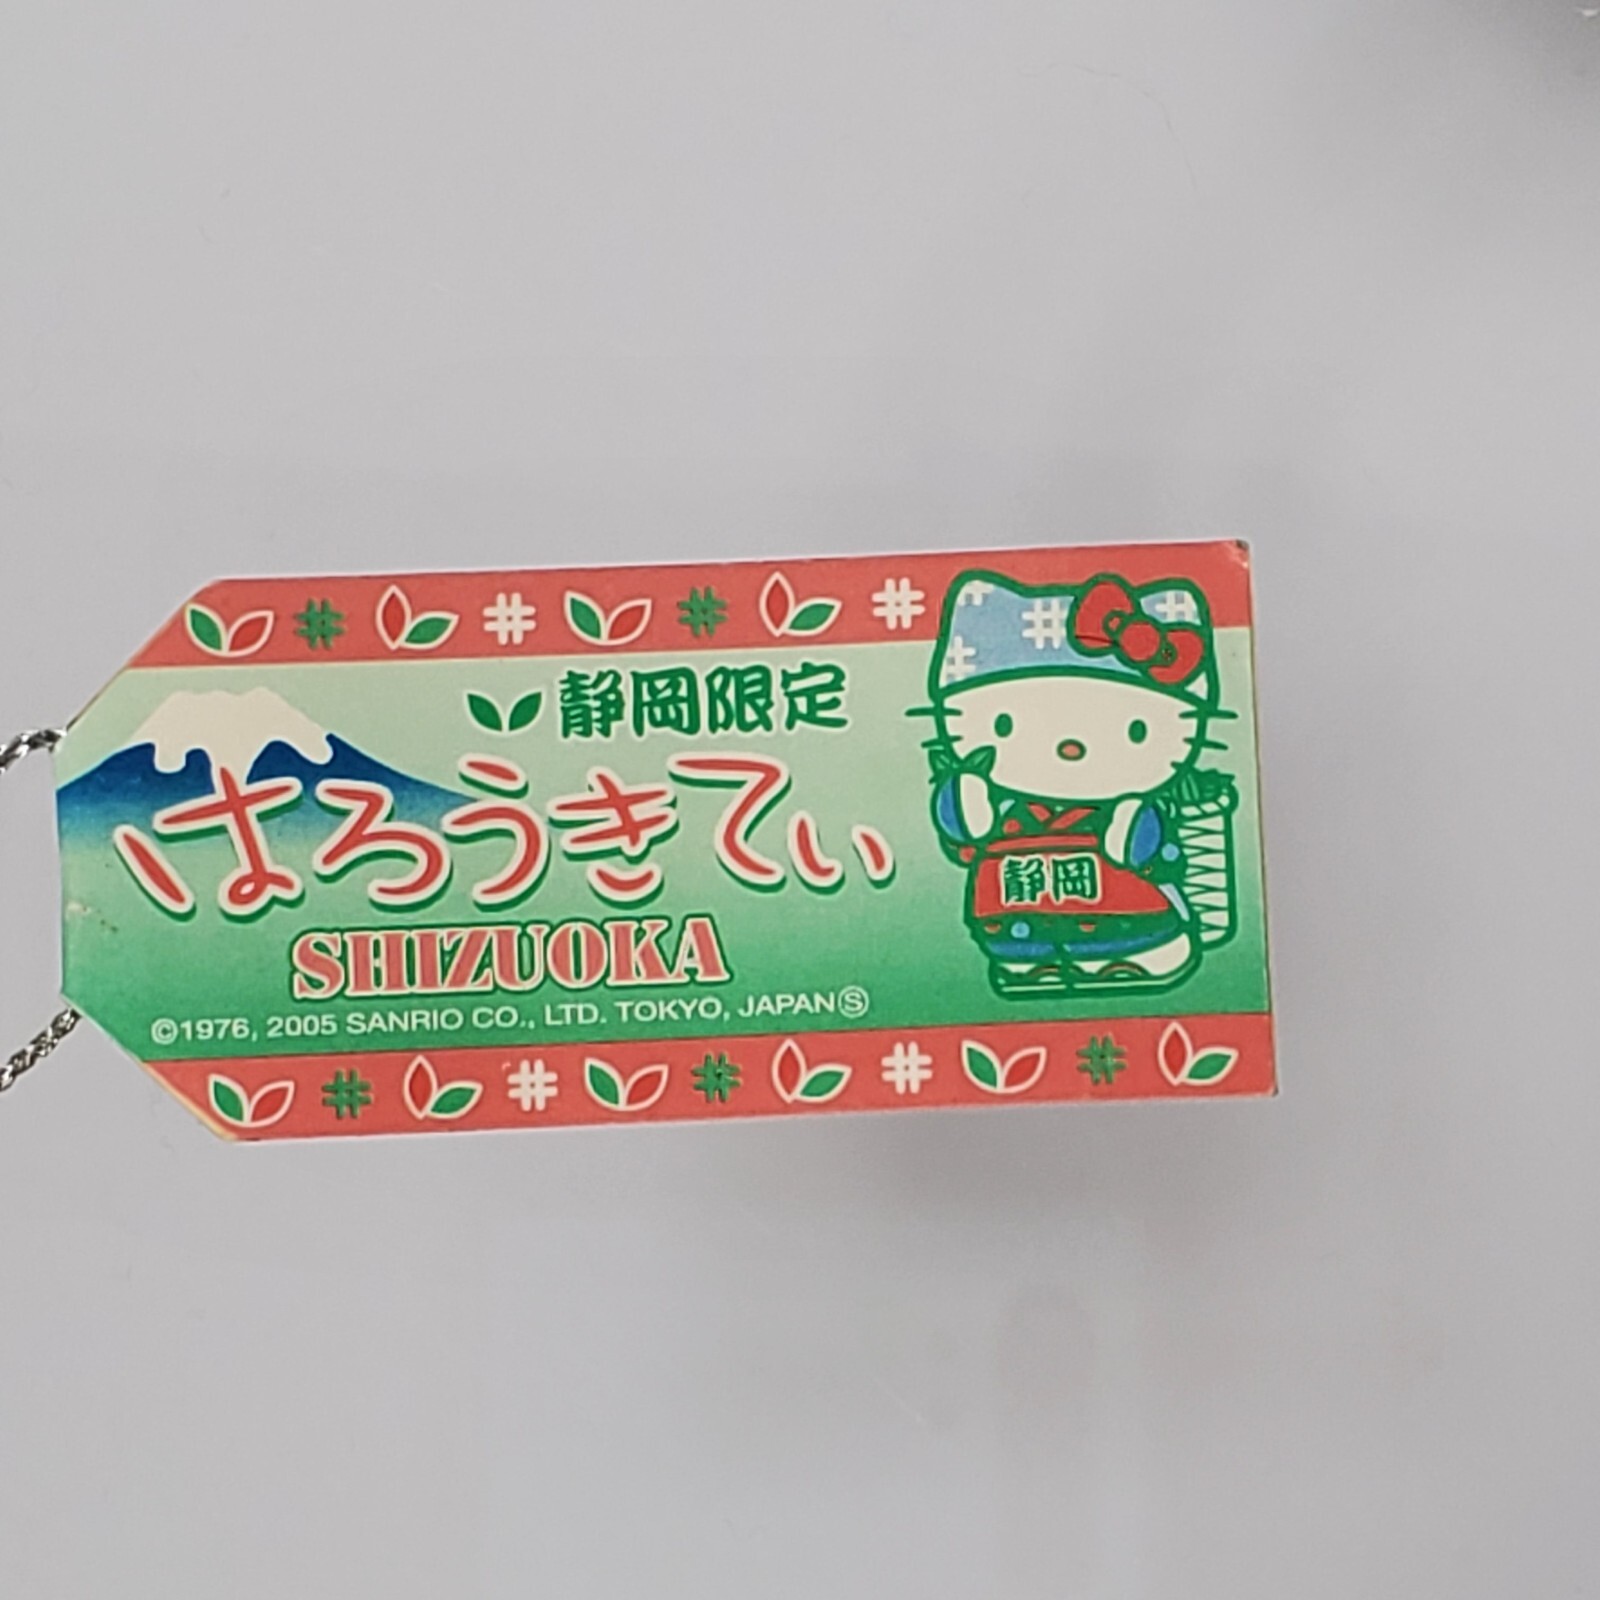 静岡限定
はろうきてぃ
SHIZUOKA
©1976, 2005 SANRIO CO., LTD. TOKYO, JAPANⓈ
静岡